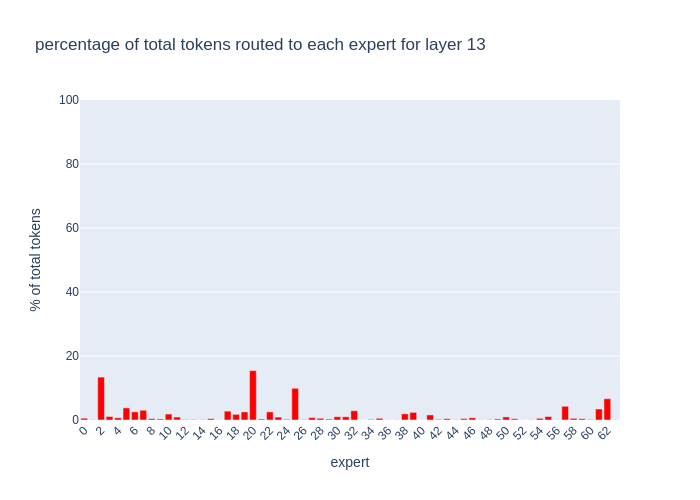 percentage of total tokens routed to each expert for layer 13
100
80
60
40
20
0
% of total tokens
0 2 4 6 8 10 12 14 16 18 20 22 24 26 28 30 32 34 36 38 40 42 44 46 48 50 52 54 56 58 60 62
expert